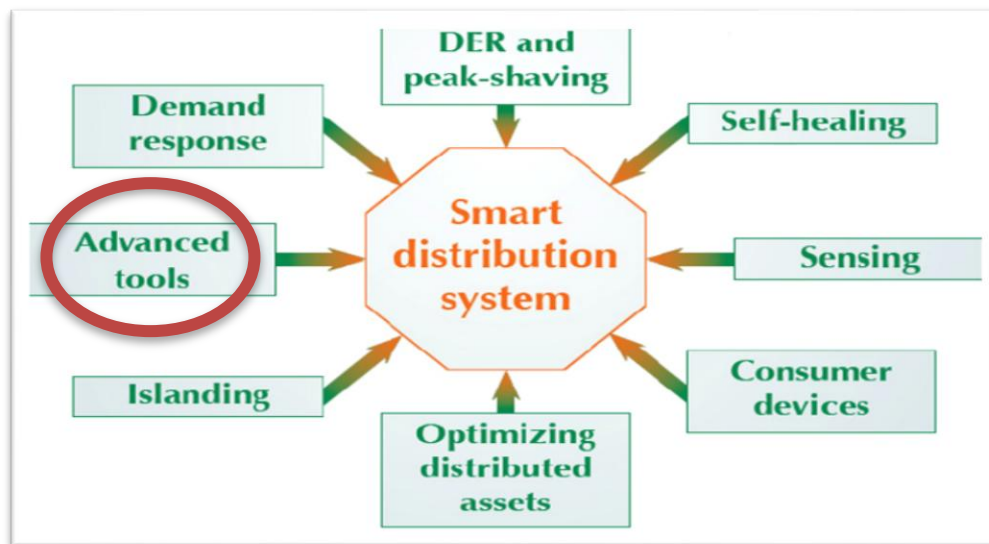 DER and
peak-shaving
Demand
response
Self-healing
Advanced
tools
Smart
distribution
system
Sensing
Islanding
Optimizing
distributed
assets
Consumer
devices